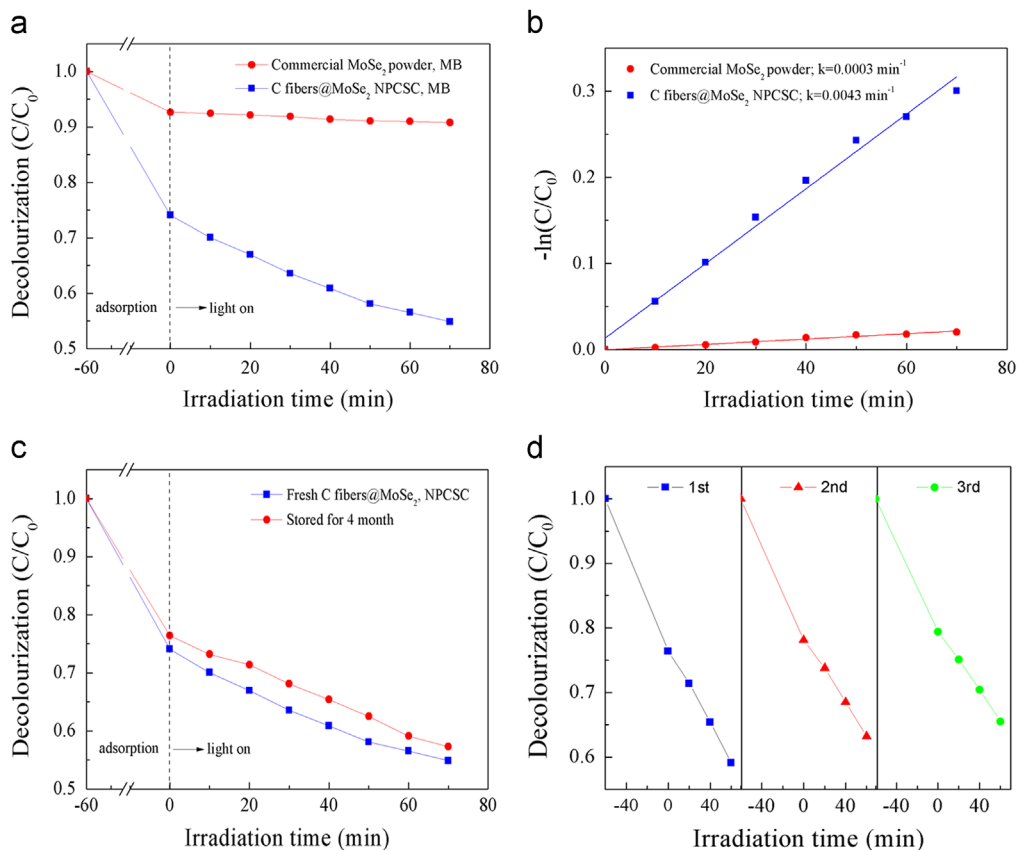 a
Decolourization (C/C₀)
1.0
0.9
0.8
0.7
0.6
0.5
Commercial MoSe₂ powder, MB
C fibers@MoSe₂ NPCSC, MB
adsorption
light on
-60 0 20 40 60 80
Irradiation time (min)
b
-ln(C/C₀)
0.3
0.2
0.1
0.0
Commercial MoSe₂ powder; k=0.0003 min⁻¹
C fibers@MoSe₂ NPCSC; k=0.0043 min⁻¹
0 20 40 60 80
Irradiation time (min)
c
Decolourization (C/C₀)
1.0
0.9
0.8
0.7
0.6
0.5
Fresh C fibers@MoSe₂, NPCSC
Stored for 4 month
adsorption
light on
-60 0 20 40 60 80
Irradiation time (min)
d
Decolourization (C/C₀)
1.0
0.9
0.8
0.7
0.6
1st 2nd 3rd
-40 0 40 -40 0 40 -40 0 40
Irradiation time (min)